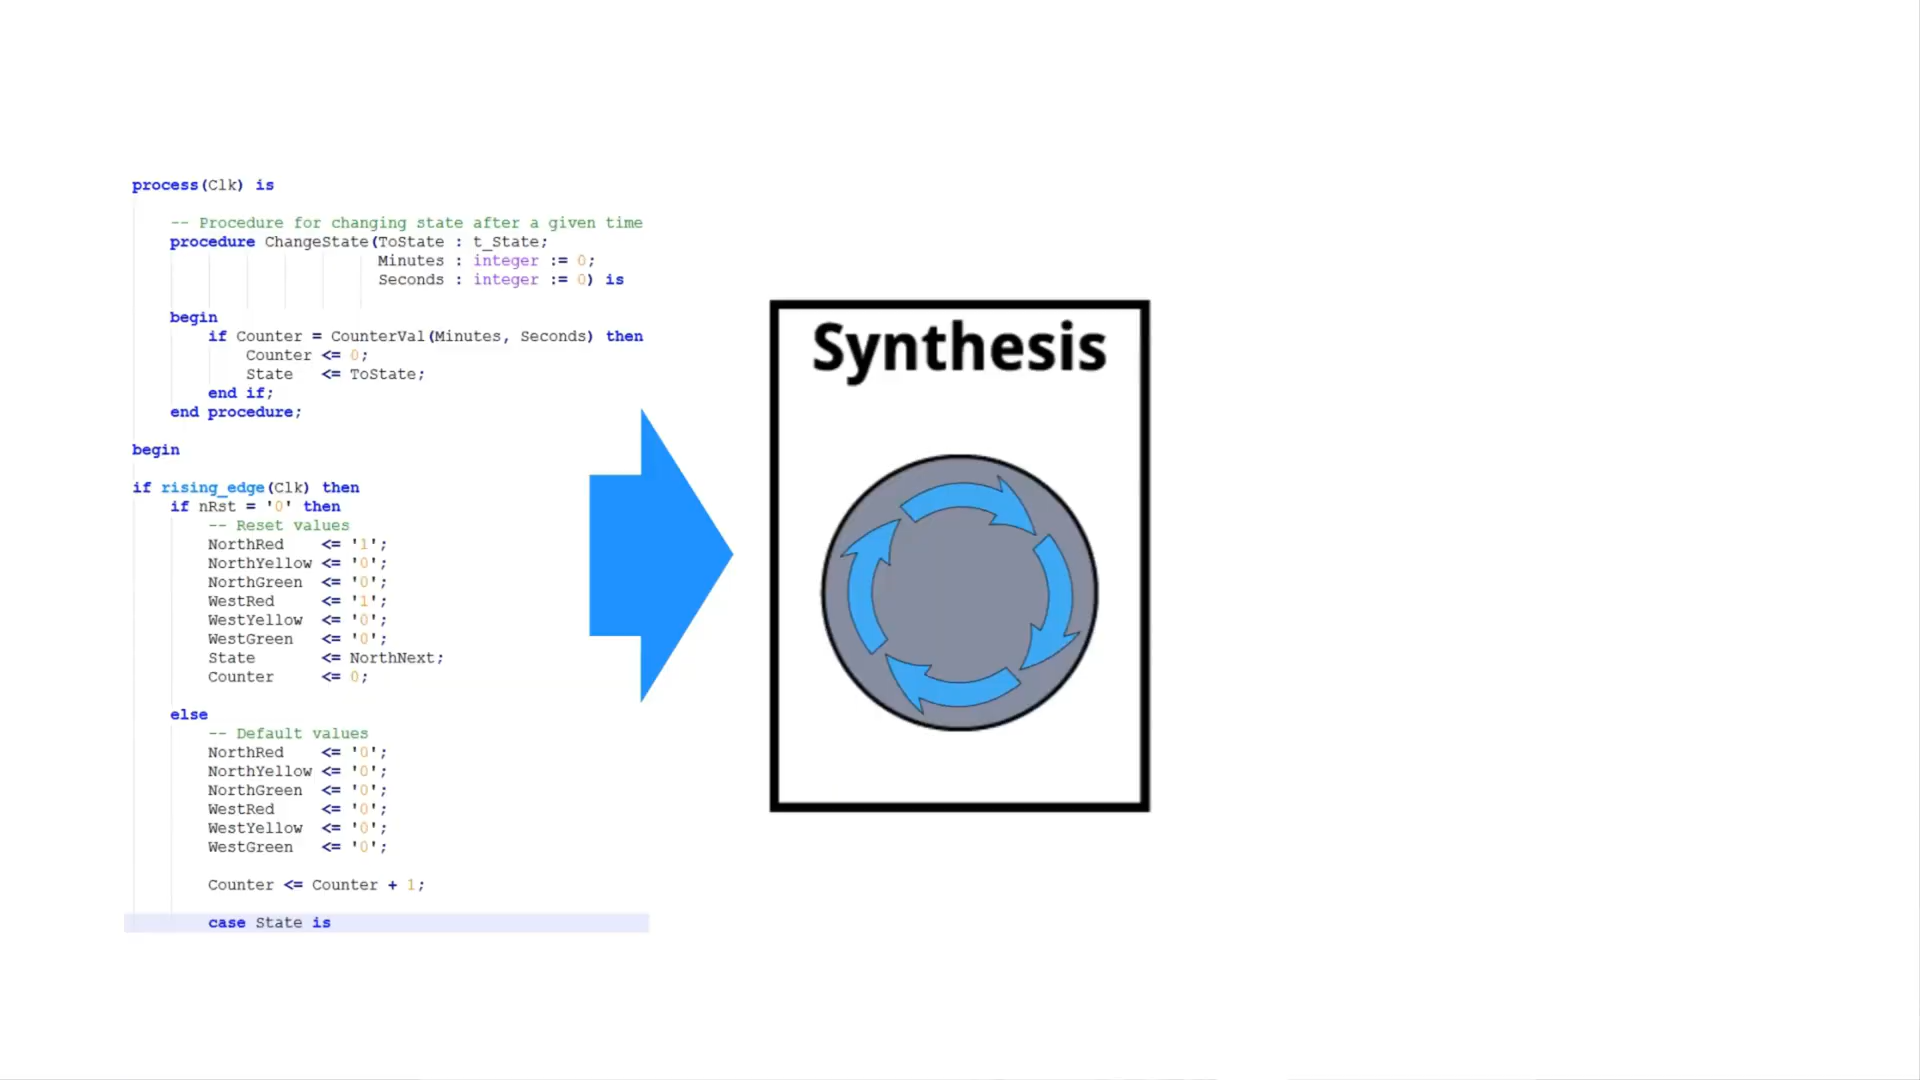 process(Clk) is
-- Procedure for changing state after a given time
procedure ChangeState(ToState : t_State;
Minutes : integer := 0;
Seconds : integer := 0) is
begin
if Counter = CounterVal(Minutes, Seconds) then
Counter <= 0;
State <= ToState;
end if;
end procedure;
begin
if rising_edge(Clk) then
if nRst = '0' then
-- Reset values
NorthRed <= '1';
NorthYellow <= '0';
NorthGreen <= '0';
WestRed <= '1';
WestYellow <= '0';
WestGreen <= '0';
State <= NorthNext;
Counter <= 0;
else
-- Default values
NorthRed <= '0';
NorthYellow <= '0';
NorthGreen <= '0';
WestRed <= '0';
WestYellow <= '0';
WestGreen <= '0';
Counter <= Counter + 1;
case State is
Synthesis